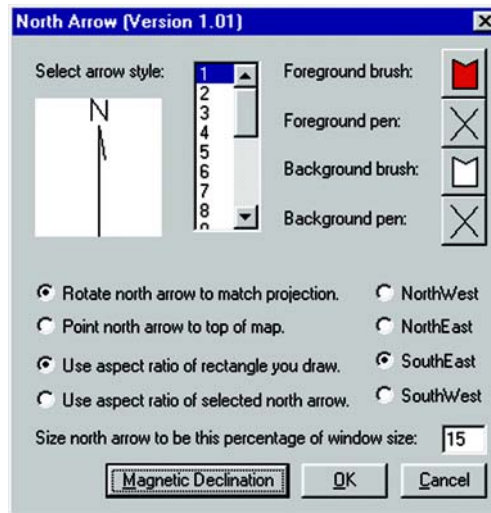 North Arrow (Version 1.01)
Select arrow style:
N
1
2
3
4
5
6
7
8
Foreground brush:
Foreground pen:
Background brush:
Background pen:
Rotate north arrow to match projection.
Point north arrow to top of map.
Use aspect ratio of rectangle you draw.
Use aspect ratio of selected north arrow.
NorthWest
NorthEast
SouthEast
SouthWest
Size north arrow to be this percentage of window size: 15
Magnetic Declination OK Cancel